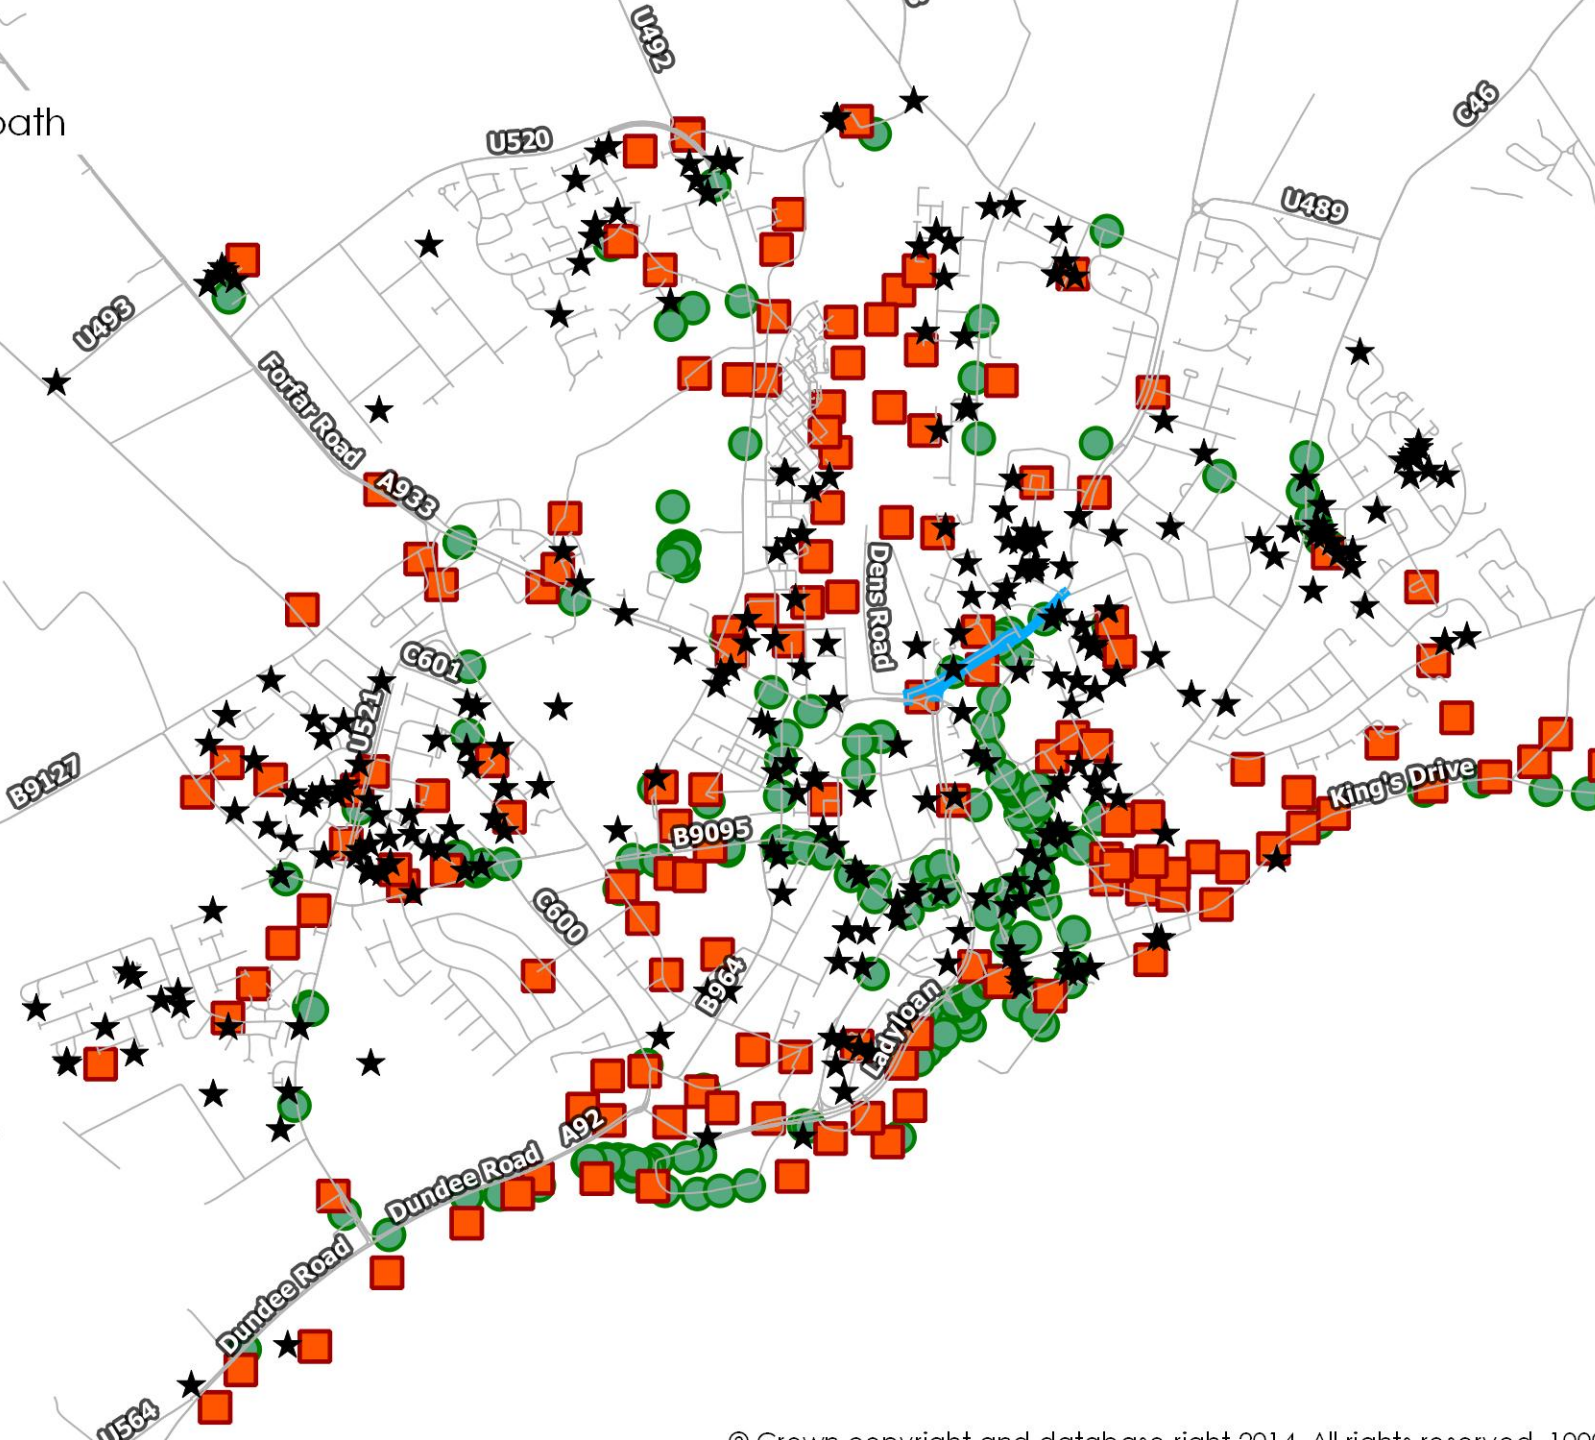 U492
C46
path
U520
U489
U493
Forfar Road
A933
Dens Road
C601
U521
B9127
King's Drive
B9095
C600
B964
Ladyloan
A92
Dundee Road
Dundee Road
U564
© Crown copyright and database right 2014. All rights reserved. 100